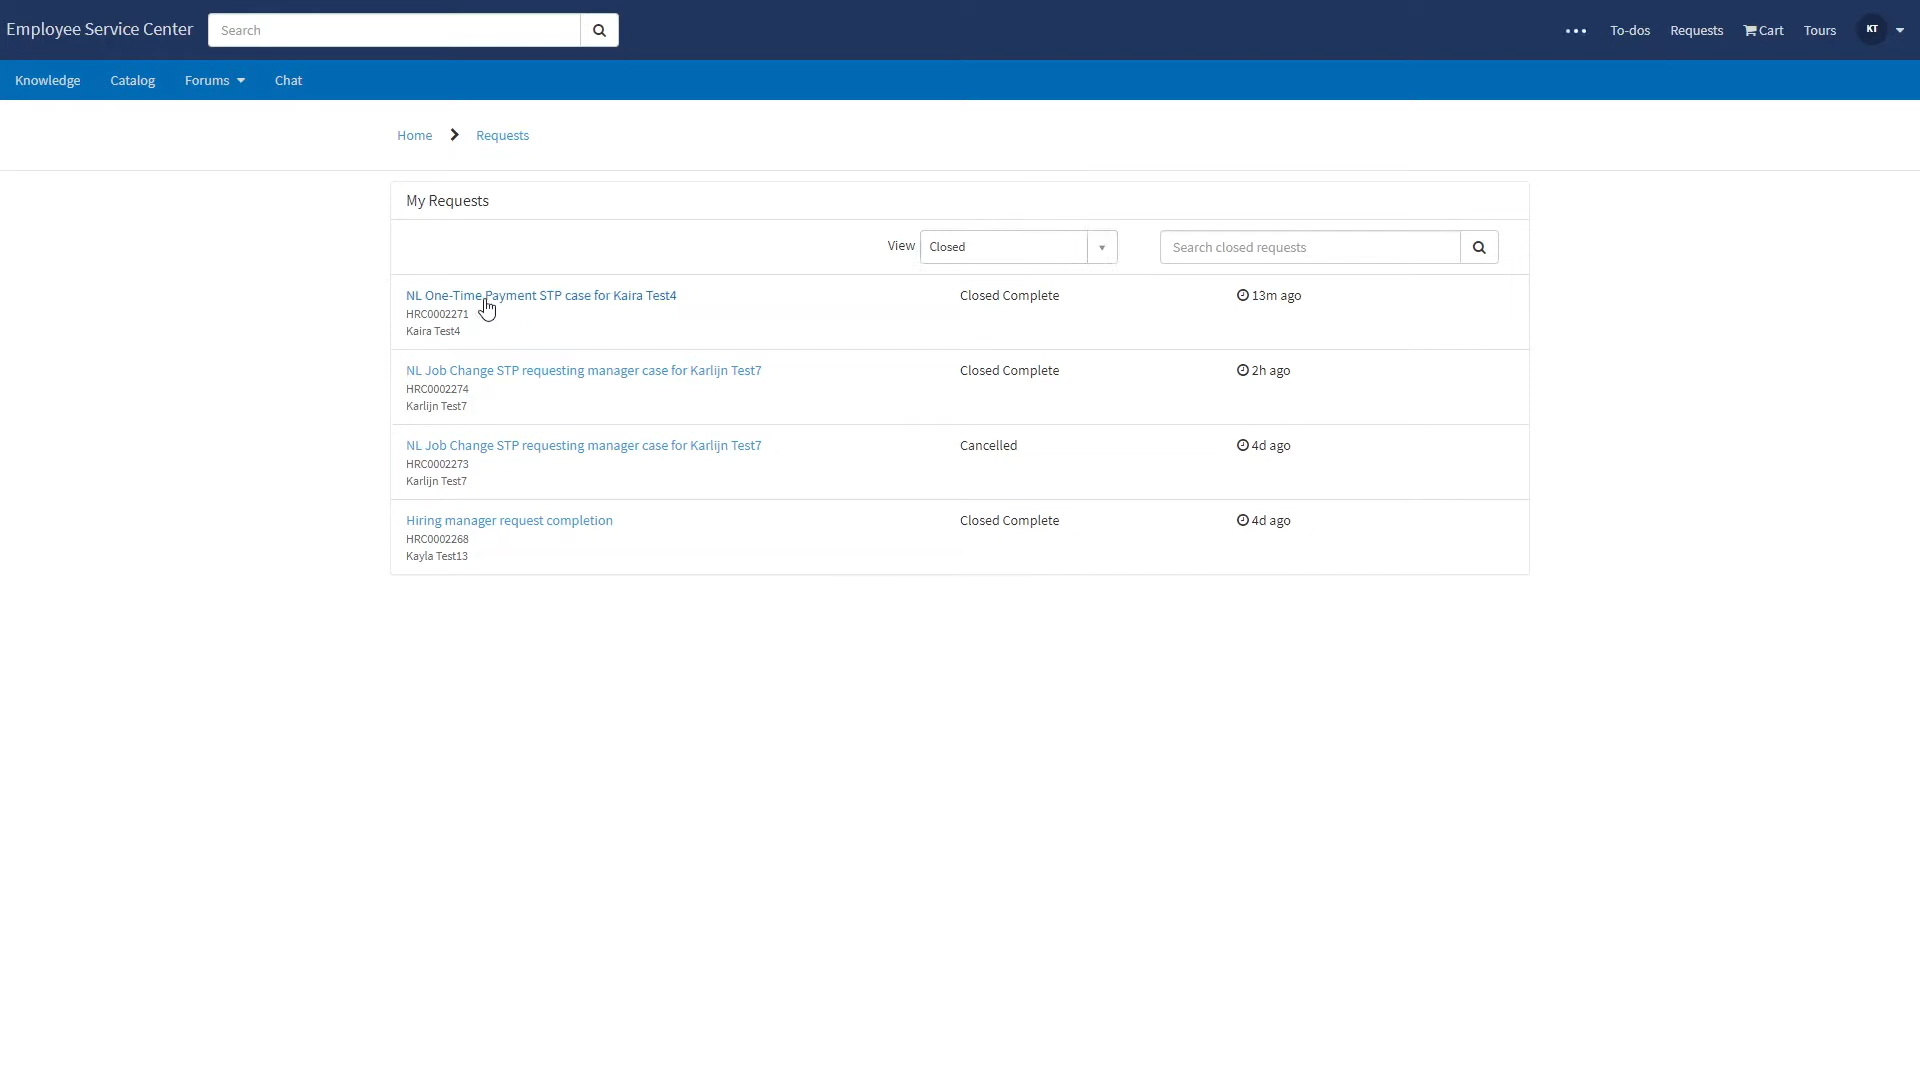 Employee Service Center
Search
To-dos
Requests
Cart
Tours
KT
Knowledge
Catalog
Forums
Chat
Home
Requests
My Requests
View
Closed
Search closed requests
NL One-Time Payment STP case for Kaira Test4
HRC0002271
Kaira Test4
Closed Complete
13m ago
NL Job Change STP requesting manager case for Karlijn Test7
HRC0002274
Karlijn Test7
Closed Complete
2h ago
NL Job Change STP requesting manager case for Karlijn Test7
HRC0002273
Karlijn Test7
Cancelled
4d ago
Hiring manager request completion
HRC0002268
Kayla Test13
Closed Complete
4d ago